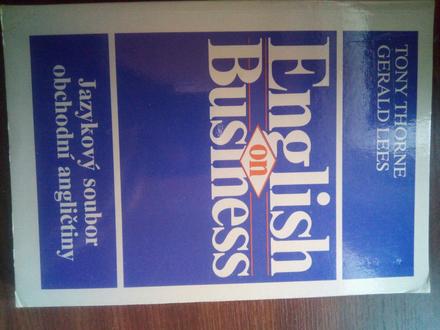 TONY THORNE
GERALD LEES
English
on
Business
Jazykový soubor
obchodní angličtiny